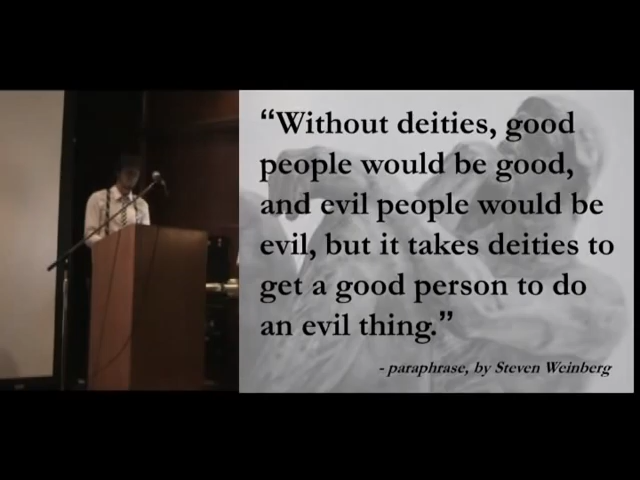 “Without deities, good
people would be good,
and evil people would be
evil, but it takes deities to
get a good person to do
an evil thing.”
- paraphrase, by Steven Weinberg